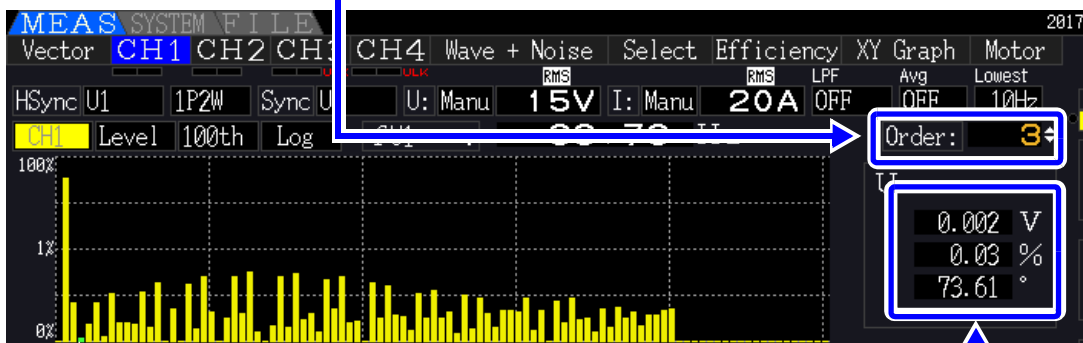 MEAS SYSTEM FILE 2017
Vector CH1 CH2 CH3 CH4 Wave + Noise Select Efficiency XY Graph Motor
RMS RMS LPF Avg Lowest
HSync U1 1P2W Sync U: Manu 15V I: Manu 20A OFF OFF 10Hz
CH1 Level 100th Log Order: 3
100%
U
0.002 V
1%
0.03 %
73.61 °
0%